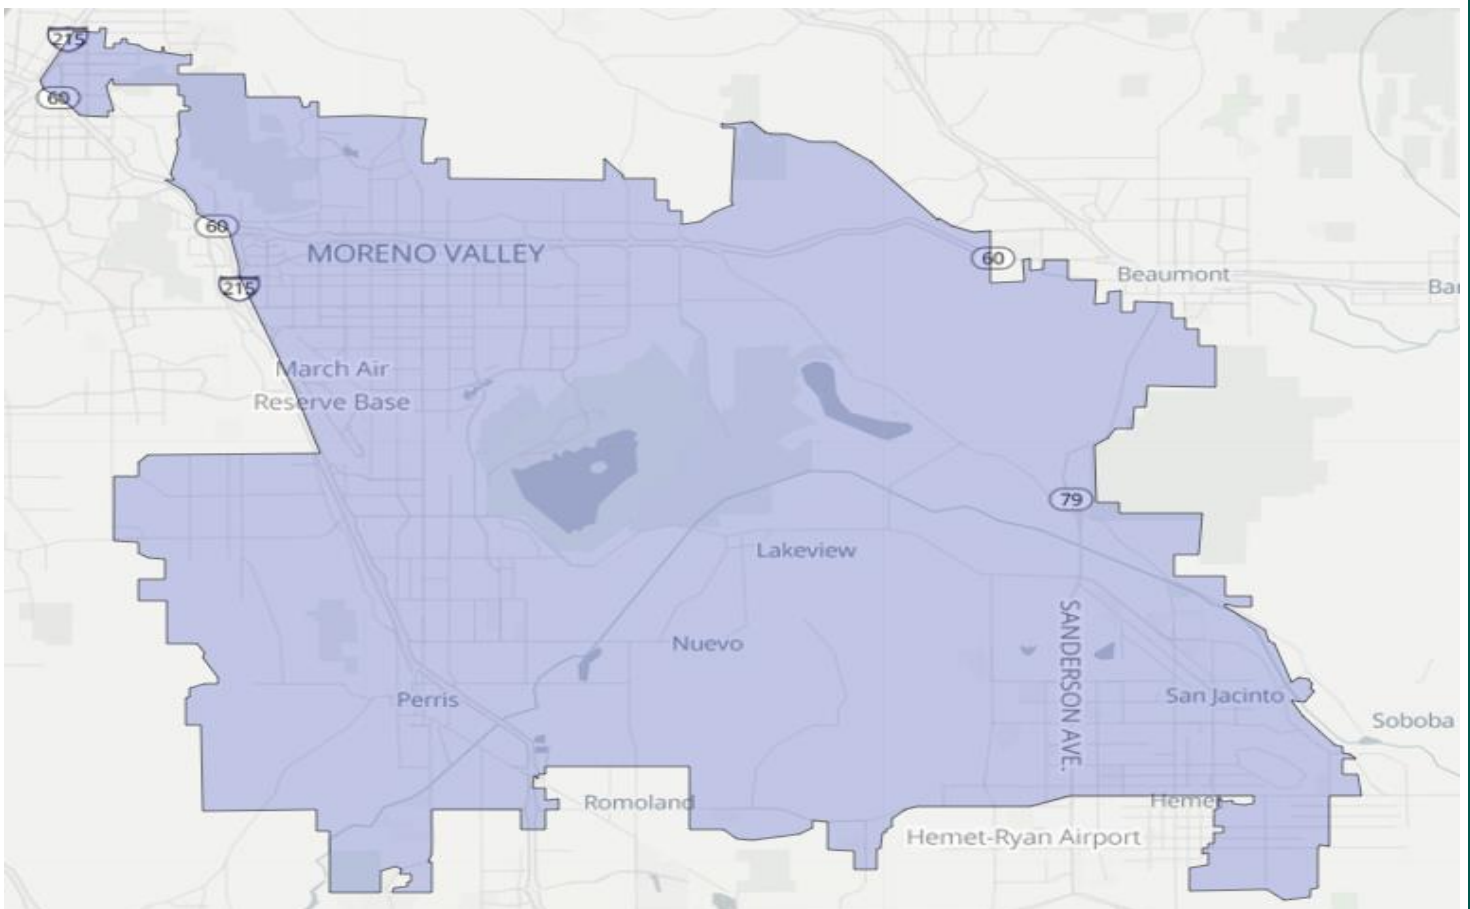 215
60
60
MORENO VALLEY
60
Beaumont
Ba
215
March Air
Reserve Base
79
Lakeview
SANDERSON AVE.
Nuevo
San Jacinto
Perris
Soboba
Romoland
Hemet
Hemet-Ryan Airport